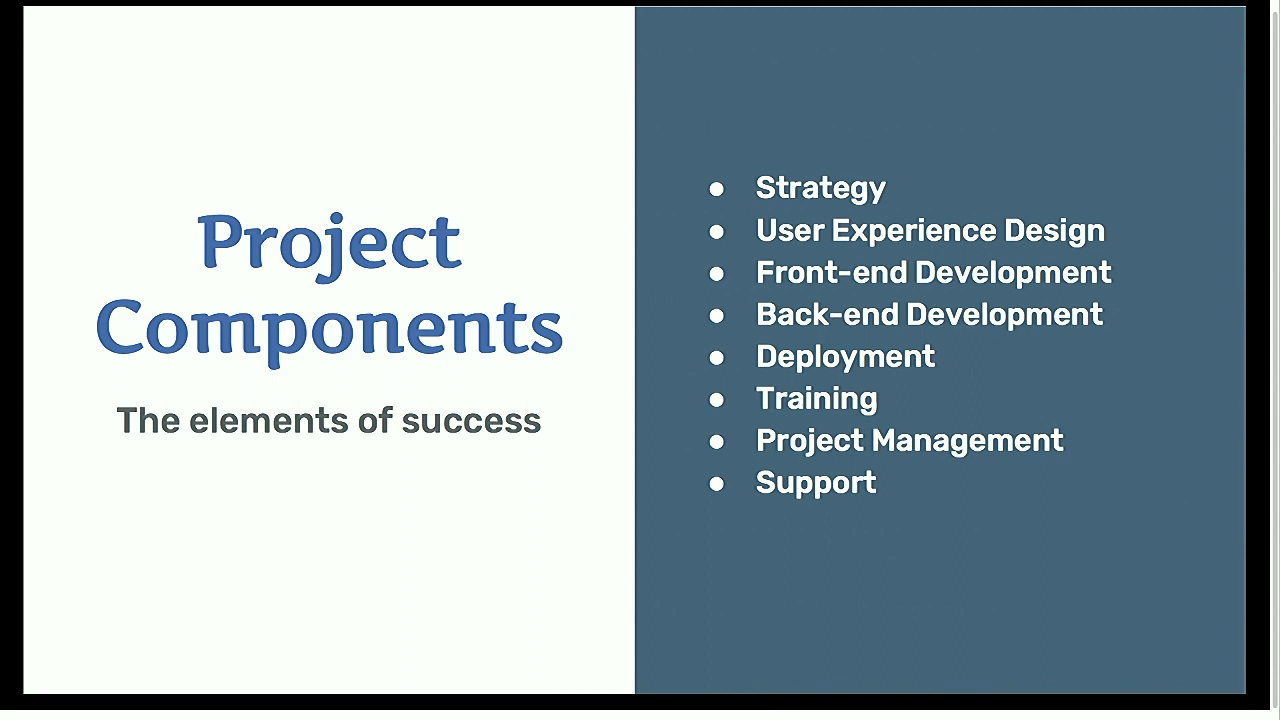 Project
Components
The elements of success
● Strategy
● User Experience Design
● Front-end Development
● Back-end Development
● Deployment
● Training
● Project Management
● Support